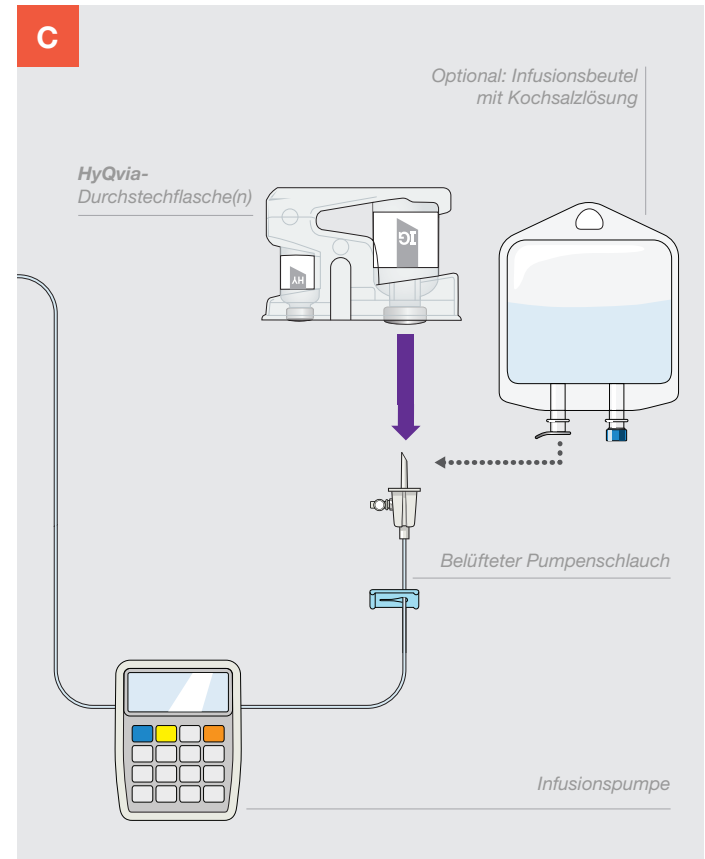 C
Optional: Infusionsbeutel
mit Kochsalzlösung
HyQvia-
Durchstechflasche(n)
IG
HY
Belüfteter Pumpenschlauch
Infusionspumpe